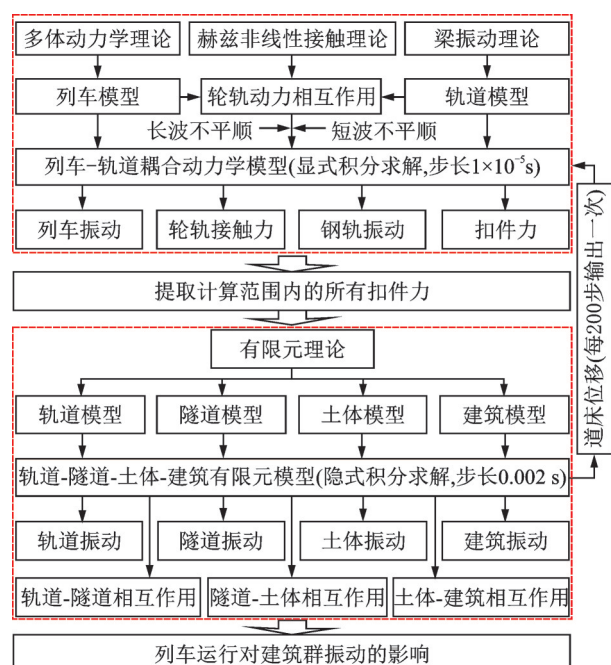 多体动力学理论
赫兹非线性接触理论
梁振动理论
列车模型
轮轨动力相互作用
轨道模型
长波不平顺
短波不平顺
列车-轨道耦合动力学模型(显式积分求解,步长1×10⁻⁵s)
列车振动
轮轨接触力
钢轨振动
扣件力
提取计算范围内的所有扣件力
道床位移(每200步输出一次)
有限元理论
轨道模型
隧道模型
土体模型
建筑模型
轨道-隧道-土体-建筑有限元模型(隐式积分求解,步长0.002 s)
轨道振动
隧道振动
土体振动
建筑振动
轨道-隧道相互作用
隧道-土体相互作用
土体-建筑相互作用
列车运行对建筑群振动的影响